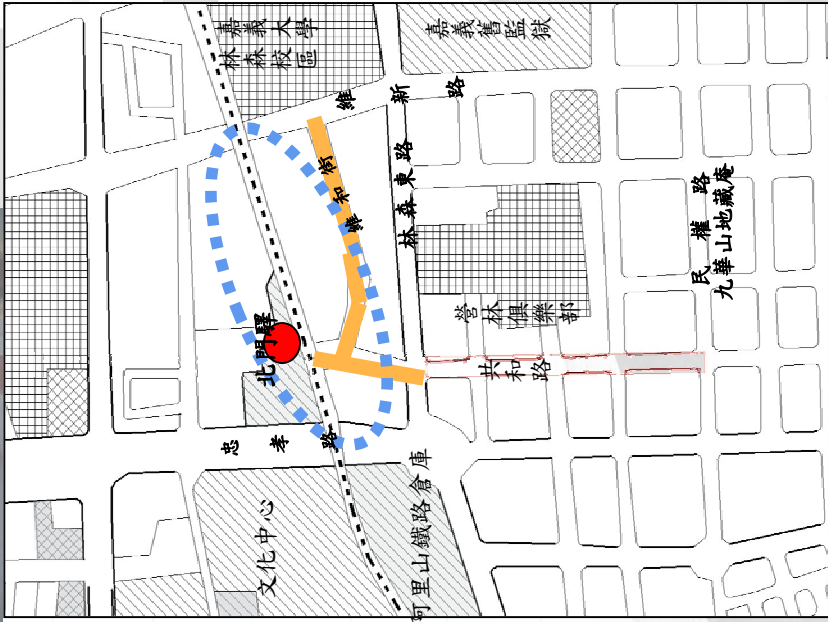 嘉義大學
林森校區
嘉義舊監獄
維新路
維和街
林森東路
民權路
九華山地藏庵
營林俱樂部
北門驛
共和路
忠孝路
文化中心
阿里山鐵路倉庫